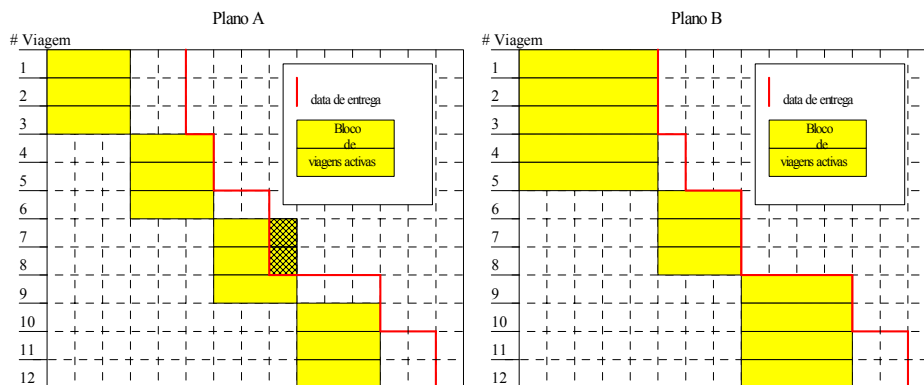 Plano A
# Viagem
1
2
3
4
5
6
7
8
9
10
11
12
data de entrega
Bloco
de
viagens activas
Plano B
# Viagem
1
2
3
4
5
6
7
8
9
10
11
12
data de entrega
Bloco
de
viagens activas